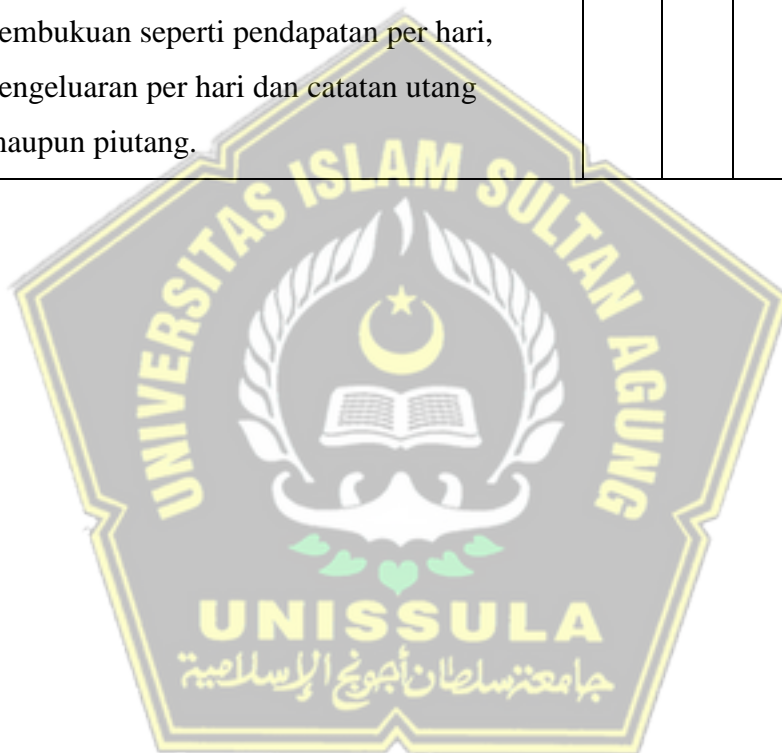 embukuan seperti pendapatan per hari,
engeluaran per hari dan catatan utang
aupun piutang.
UNIVERSITAS ISLAM SULTAN AGUNG
UNISSULA
جامعة سلطان أجونج الإسلامية